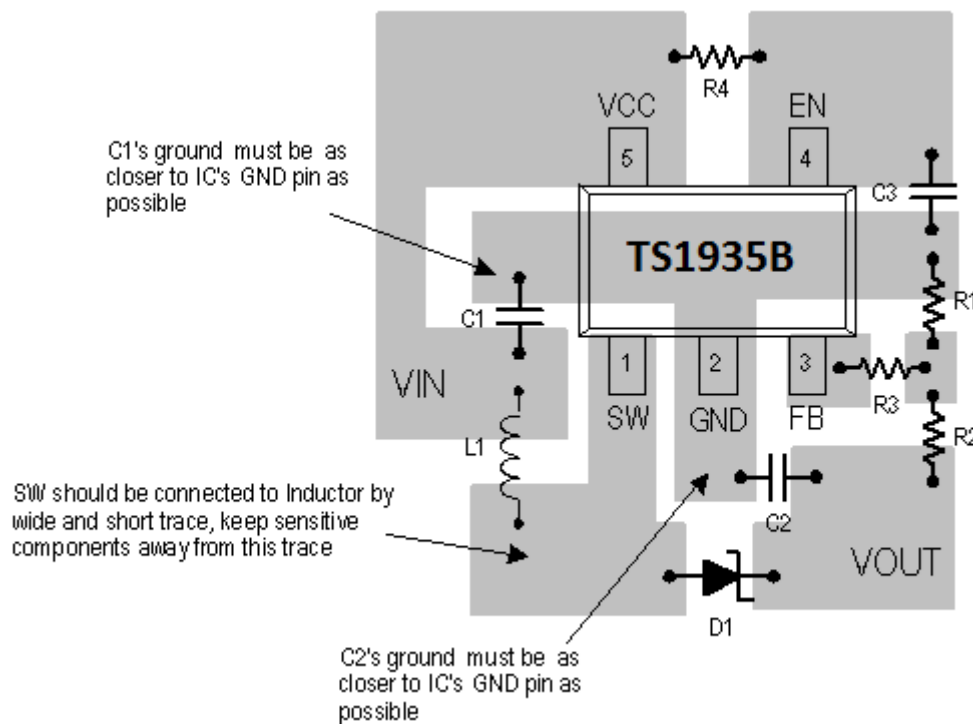 R4
VCC
EN
C1's ground must be as
closer to IC's GND pin as
possible
5
4
C3
TS1935B
R1
C1
VIN
1
2
3
R3
SW
GND
FB
L1
R2
SW should be connected to Inductor by
wide and short trace, keep sensitive
components away from this trace
C2
VOUT
D1
C2's ground must be as
closer to IC's GND pin as
possible